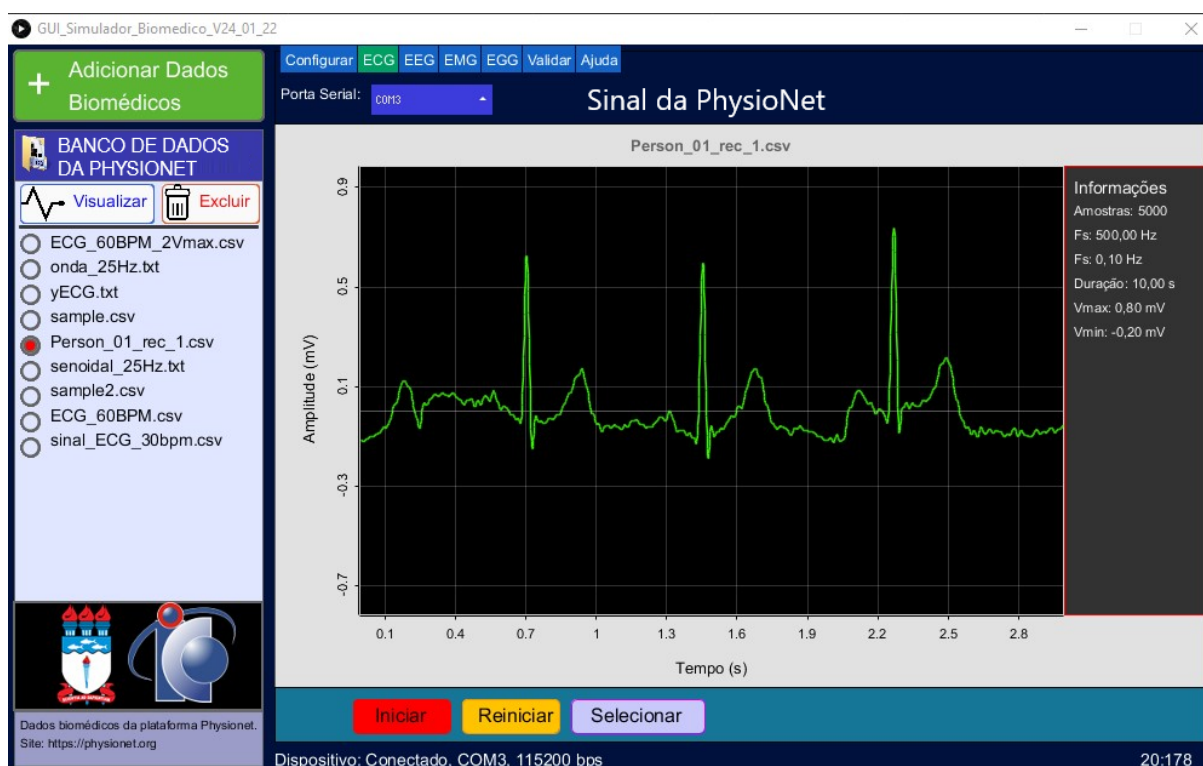 GUI_Simulador_Biomedico_V24_01_22
+ Adicionar Dados
Biomédicos
BANCO DE DADOS
DA PHYSIONET
Visualizar
Excluir
ECG_60BPM_2Vmax.csv
onda_25Hz.txt
yECG.txt
sample.csv
Person_01_rec_1.csv
senoidal_25Hz.txt
sample2.csv
ECG_60BPM.csv
sinal_ECG_30bpm.csv
Dados biomédicos da plataforma Physionet.
Site: https://physionet.org
Configurar ECG EEG EMG EGG Validar Ajuda
Porta Serial: COM3
Sinal da PhysioNet
Person_01_rec_1.csv
Amplitude (mV)
0.9
0.5
0.1
-0.3
-0.7
0.1 0.4 0.7 1 1.3 1.6 1.9 2.2 2.5 2.8
Tempo (s)
Informações
Amostras: 5000
Fs: 500,00 Hz
Fs: 0,10 Hz
Duração: 10,00 s
Vmax: 0,80 mV
Vmin: -0,20 mV
Iniciar Reiniciar Selecionar
Dispositivo: Conectado, COM3, 115200 bps
20:178